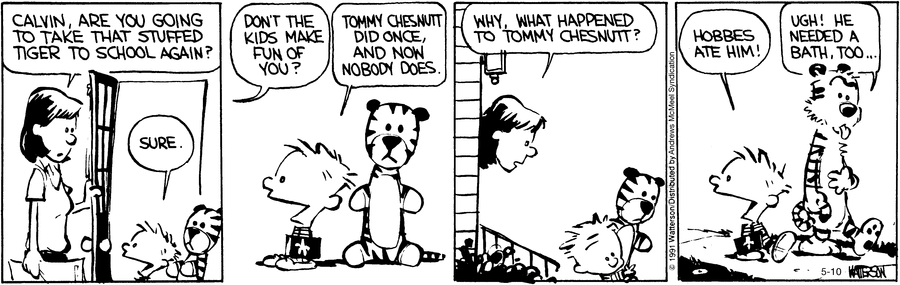 CALVIN, ARE YOU GOING
TO TAKE THAT STUFFED
TIGER TO SCHOOL AGAIN?
SURE.
DON'T THE
KIDS MAKE
FUN OF
YOU?
TOMMY CHESNUTT
DID ONCE,
AND NOW
NOBODY DOES.
WHY, WHAT HAPPENED
TO TOMMY CHESNUTT?
© 1991 Watterson/Distributed by Andrews McMeel Syndication
HOBBES
ATE HIM!
UGH! HE
NEEDED A
BATH, TOO...
5-10 WATTERSON